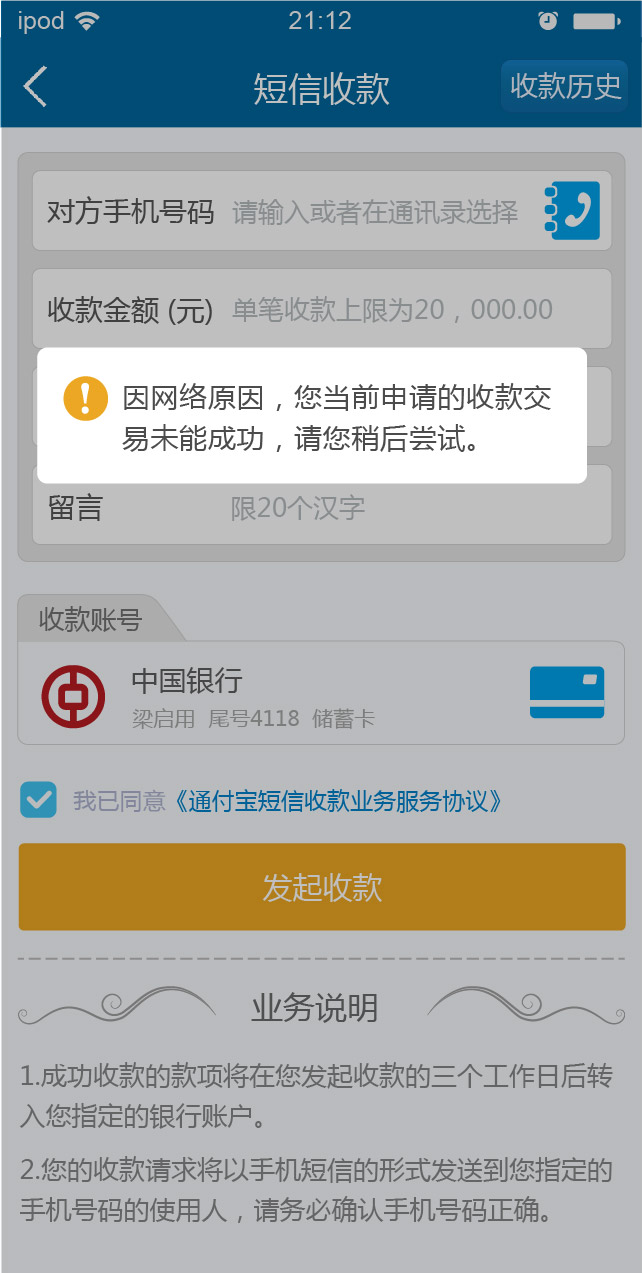 ipod 21:12
短信收款 收款历史
对方手机号码 请输入或者在通讯录选择
收款金额 (元) 单笔收款上限为20，000.00
因网络原因，您当前申请的收款交
易未能成功，请您稍后尝试。
留言 限20个汉字
收款账号
中国银行
梁启用 尾号4118 储蓄卡
我已同意《通付宝短信收款业务服务协议》
发起收款
业务说明
1.成功收款的款项将在您发起收款的三个工作日后转
入您指定的银行账户。
2.您的收款请求将以手机短信的形式发送到您指定的
手机号码的使用人，请务必确认手机号码正确。